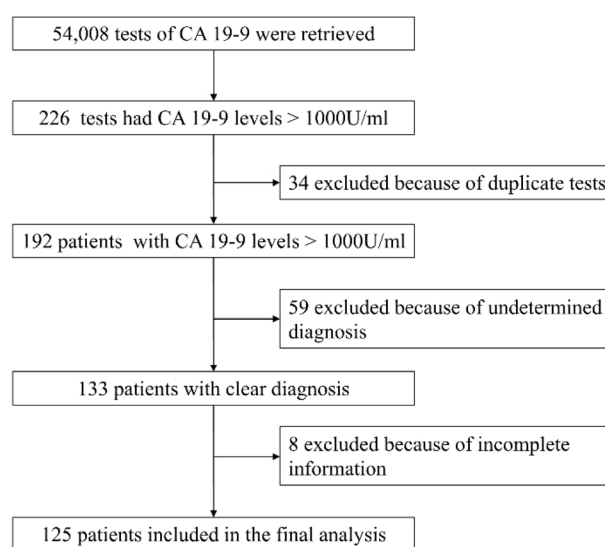 54,008 tests of CA 19-9 were retrieved
226 tests had CA 19-9 levels > 1000U/ml
34 excluded because of duplicate tests
192 patients with CA 19-9 levels > 1000U/ml
59 excluded because of undetermined
diagnosis
133 patients with clear diagnosis
8 excluded because of incomplete
information
125 patients included in the final analysis